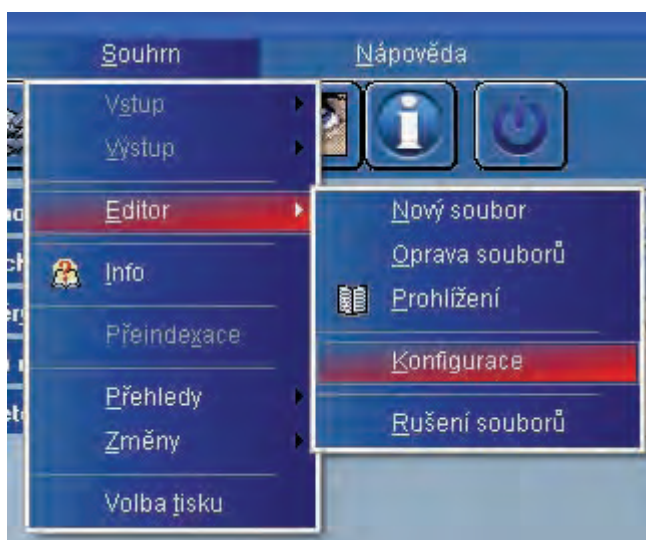 Souhrn
Nápověda
Vstup
Výstup
Editor
Info
Přeindexace
Přehledy
Změny
Volba tisku
Nový soubor
Oprava souborů
Prohlížení
Konfigurace
Rušení souborů